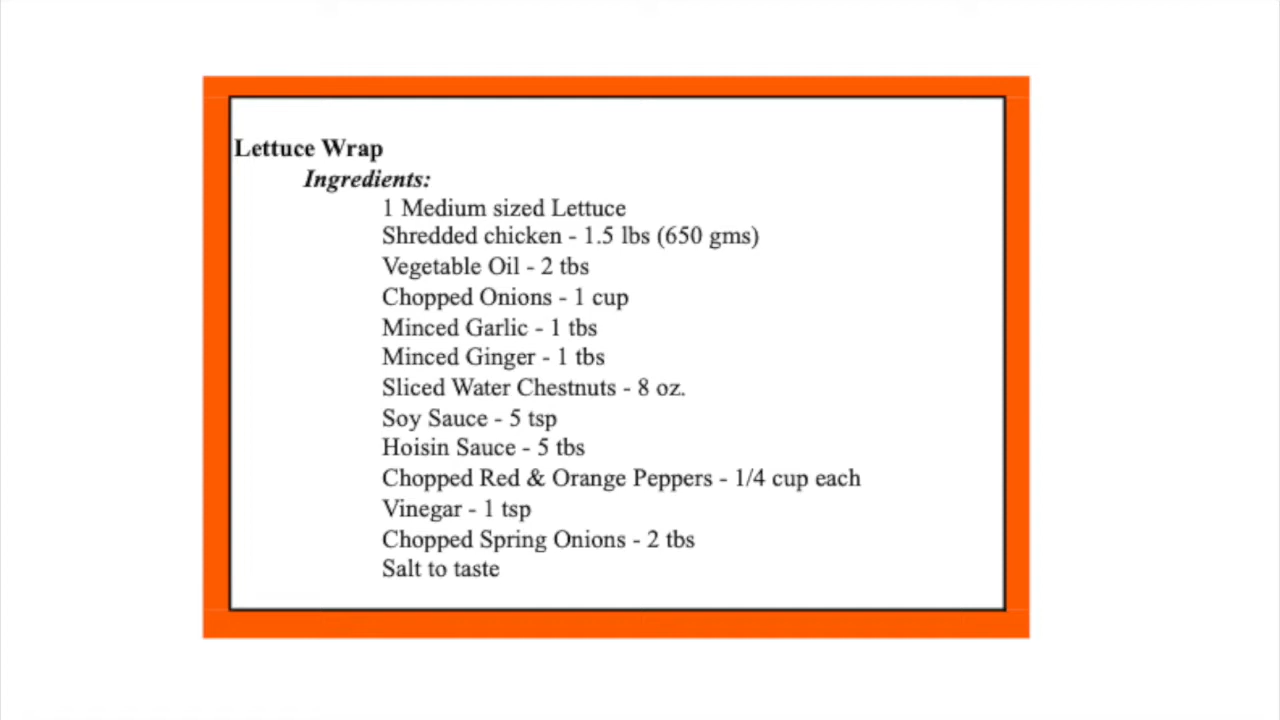 Lettuce Wrap
Ingredients:
1 Medium sized Lettuce
Shredded chicken - 1.5 lbs (650 gms)
Vegetable Oil - 2 tbs
Chopped Onions - 1 cup
Minced Garlic - 1 tbs
Minced Ginger - 1 tbs
Sliced Water Chestnuts - 8 oz.
Soy Sauce - 5 tsp
Hoisin Sauce - 5 tbs
Chopped Red & Orange Peppers - 1/4 cup each
Vinegar - 1 tsp
Chopped Spring Onions - 2 tbs
Salt to taste